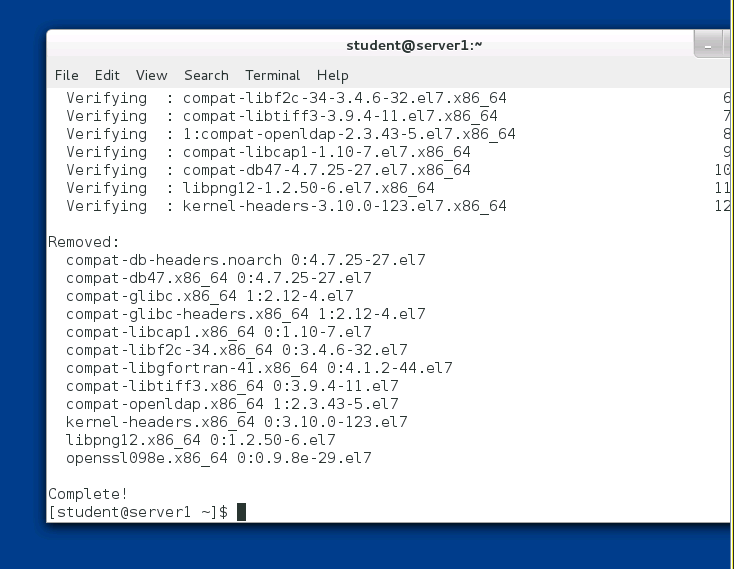 student@server1:~
File Edit View Search Terminal Help
Verifying : compat-libf2c-34-3.4.6-32.el7.x86_64 6
Verifying : compat-libtiff3-3.9.4-11.el7.x86_64 7
Verifying : 1:compat-openldap-2.3.43-5.el7.x86_64 8
Verifying : compat-libcap1-1.10-7.el7.x86_64 9
Verifying : compat-db47-4.7.25-27.el7.x86_64 10
Verifying : libpng12-1.2.50-6.el7.x86_64 11
Verifying : kernel-headers-3.10.0-123.el7.x86_64 12
Removed:
compat-db-headers.noarch 0:4.7.25-27.el7
compat-db47.x86_64 0:4.7.25-27.el7
compat-glibc.x86_64 1:2.12-4.el7
compat-glibc-headers.x86_64 1:2.12-4.el7
compat-libcap1.x86_64 0:1.10-7.el7
compat-libf2c-34.x86_64 0:3.4.6-32.el7
compat-libgfortran-41.x86_64 0:4.1.2-44.el7
compat-libtiff3.x86_64 0:3.9.4-11.el7
compat-openldap.x86_64 1:2.3.43-5.el7
kernel-headers.x86_64 0:3.10.0-123.el7
libpng12.x86_64 0:1.2.50-6.el7
openssl098e.x86_64 0:0.9.8e-29.el7
Complete!
[student@server1 ~]$